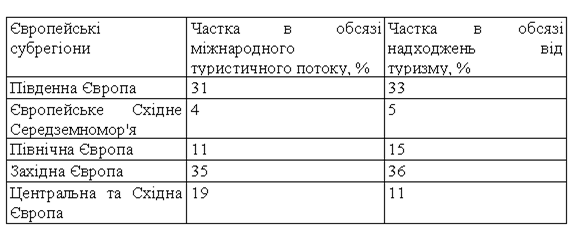 Європейські субрегіони
Частка в обсязі міжнародного туристичного потоку, %
Частка в обсязі надходжень від туризму, %
Південна Європа 31 33
Європейське Східне Середземномор'я 4 5
Північна Європа 11 15
Західна Європа 35 36
Центральна та Східна Європа 19 11